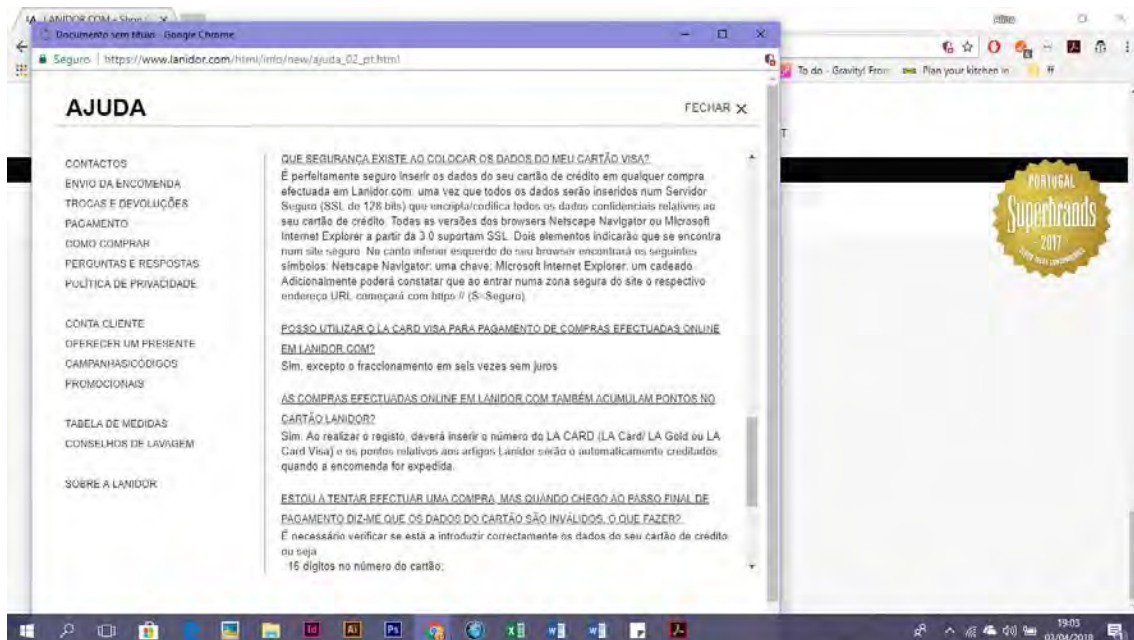 LANIDOR.COM - Shop
Documento sem título - Google Chrome
Seguro | https://www.lanidor.com/html/info/new/ajuda_02_pt.html
To do - Gravity! From
Plan your kitchen in
AJUDA
FECHAR X
CONTACTOS
ENVIO DA ENCOMENDA
TROCAS E DEVOLUÇÕES
PAGAMENTO
COMO COMPRAR
PERGUNTAS E RESPOSTAS
POLÍTICA DE PRIVACIDADE
CONTA CLIENTE
OFERECER UM PRESENTE
CAMPANHAS/CÓDIGOS
PROMOCIONAIS
TABELA DE MEDIDAS
CONSELHOS DE LAVAGEM
SOBRE A LANIDOR
QUE SEGURANÇA EXISTE AO COLOCAR OS DADOS DO MEU CARTÃO VISA?
É perfeitamente seguro inserir os dados do seu cartão de crédito em qualquer compra
efectuada em Lanidor.com, uma vez que todos os dados serão inseridos num Servidor
Seguro (SSL de 128 bits) que encripta/codifica todos os dados confidenciais relativos ao
seu cartão de crédito. Todas as versões dos browsers Netscape Navigator ou Microsoft
Internet Explorer a partir da 3.0 suportam SSL. Dois elementos indicarão que se encontra
num site seguro. No canto inferior esquerdo do seu browser encontrará os seguintes
símbolos: Netscape Navigator: uma chave; Microsoft Internet Explorer: um cadeado.
Adicionalmente poderá constatar que ao entrar numa zona segura do site o respectivo
endereço URL começará com https:// (S=Seguro).
POSSO UTILIZAR O LA CARD VISA PARA PAGAMENTO DE COMPRAS EFECTUADAS ONLINE
EM LANIDOR.COM?
Sim, excepto o fraccionamento em seis vezes sem juros
AS COMPRAS EFECTUADAS ONLINE EM LANIDOR.COM TAMBÉM ACUMULAM PONTOS NO
CARTÃO LANIDOR?
Sim. Ao realizar o registo, deverá inserir o número do LA CARD (LA Card/ LA Gold ou LA
Card Visa) e os pontos relativos aos artigos Lanidor serão o automaticamente creditados
quando a encomenda for expedida.
ESTOU A TENTAR EFECTUAR UMA COMPRA, MAS QUANDO CHEGO AO PASSO FINAL DE
PAGAMENTO DIZ-ME QUE OS DADOS DO CARTÃO SÃO INVÁLIDOS. O QUE FAZER?
É necessário verificar se está a introduzir correctamente os dados do seu cartão de crédito
ou seja
16 dígitos no número do cartão;
T
PORTUGAL
Superbrands
2017
Id
Ai
Ps
19:03
03/04/2018